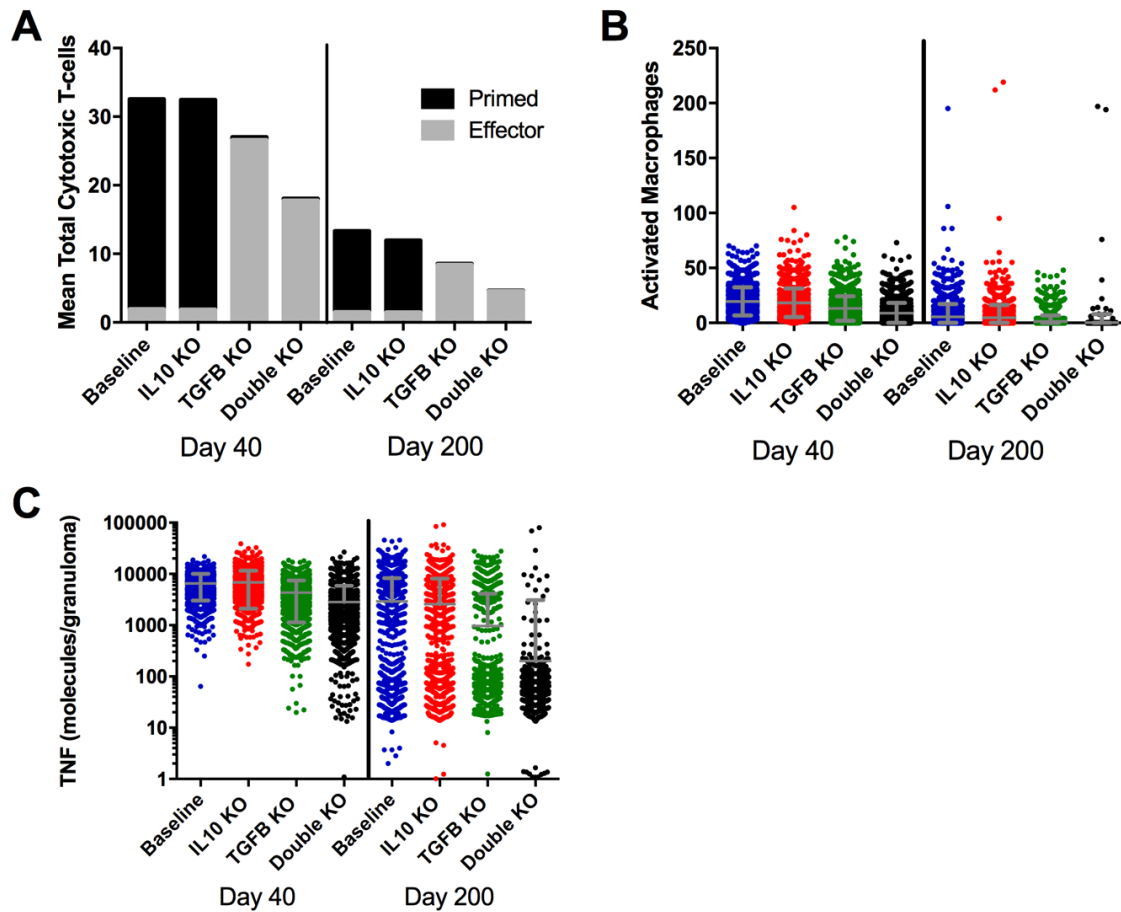 A
Mean Total Cytotoxic T-cells
40
30
20
10
0
Primed
Effector
Baseline
IL10 KO
TGFB KO
Double KO
Baseline
IL10 KO
TGFB KO
Double KO
Day 40
Day 200
B
Activated Macrophages
250
200
150
100
50
0
Baseline
IL10 KO
TGFB KO
Double KO
Baseline
IL10 KO
TGFB KO
Double KO
Day 40
Day 200
C
TNF (molecules/granuloma)
100000
10000
1000
100
10
1
Baseline
IL10 KO
TGFB KO
Double KO
Baseline
IL10 KO
TGFB KO
Double KO
Day 40
Day 200